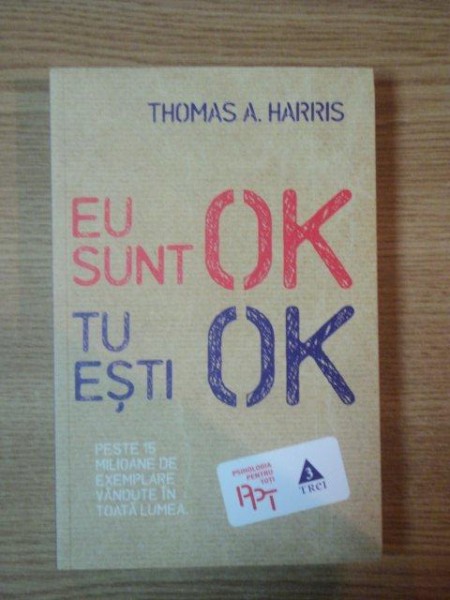 THOMAS A. HARRIS
EU
SUNT OK
TU
EȘTI OK
PESTE 15
MILIOANE DE
EXEMPLARE
VÂNDUTE ÎN
TOATĂ LUMEA
PSIHOLOGIA
PENTRU
TOȚI
PPT
3
TREI